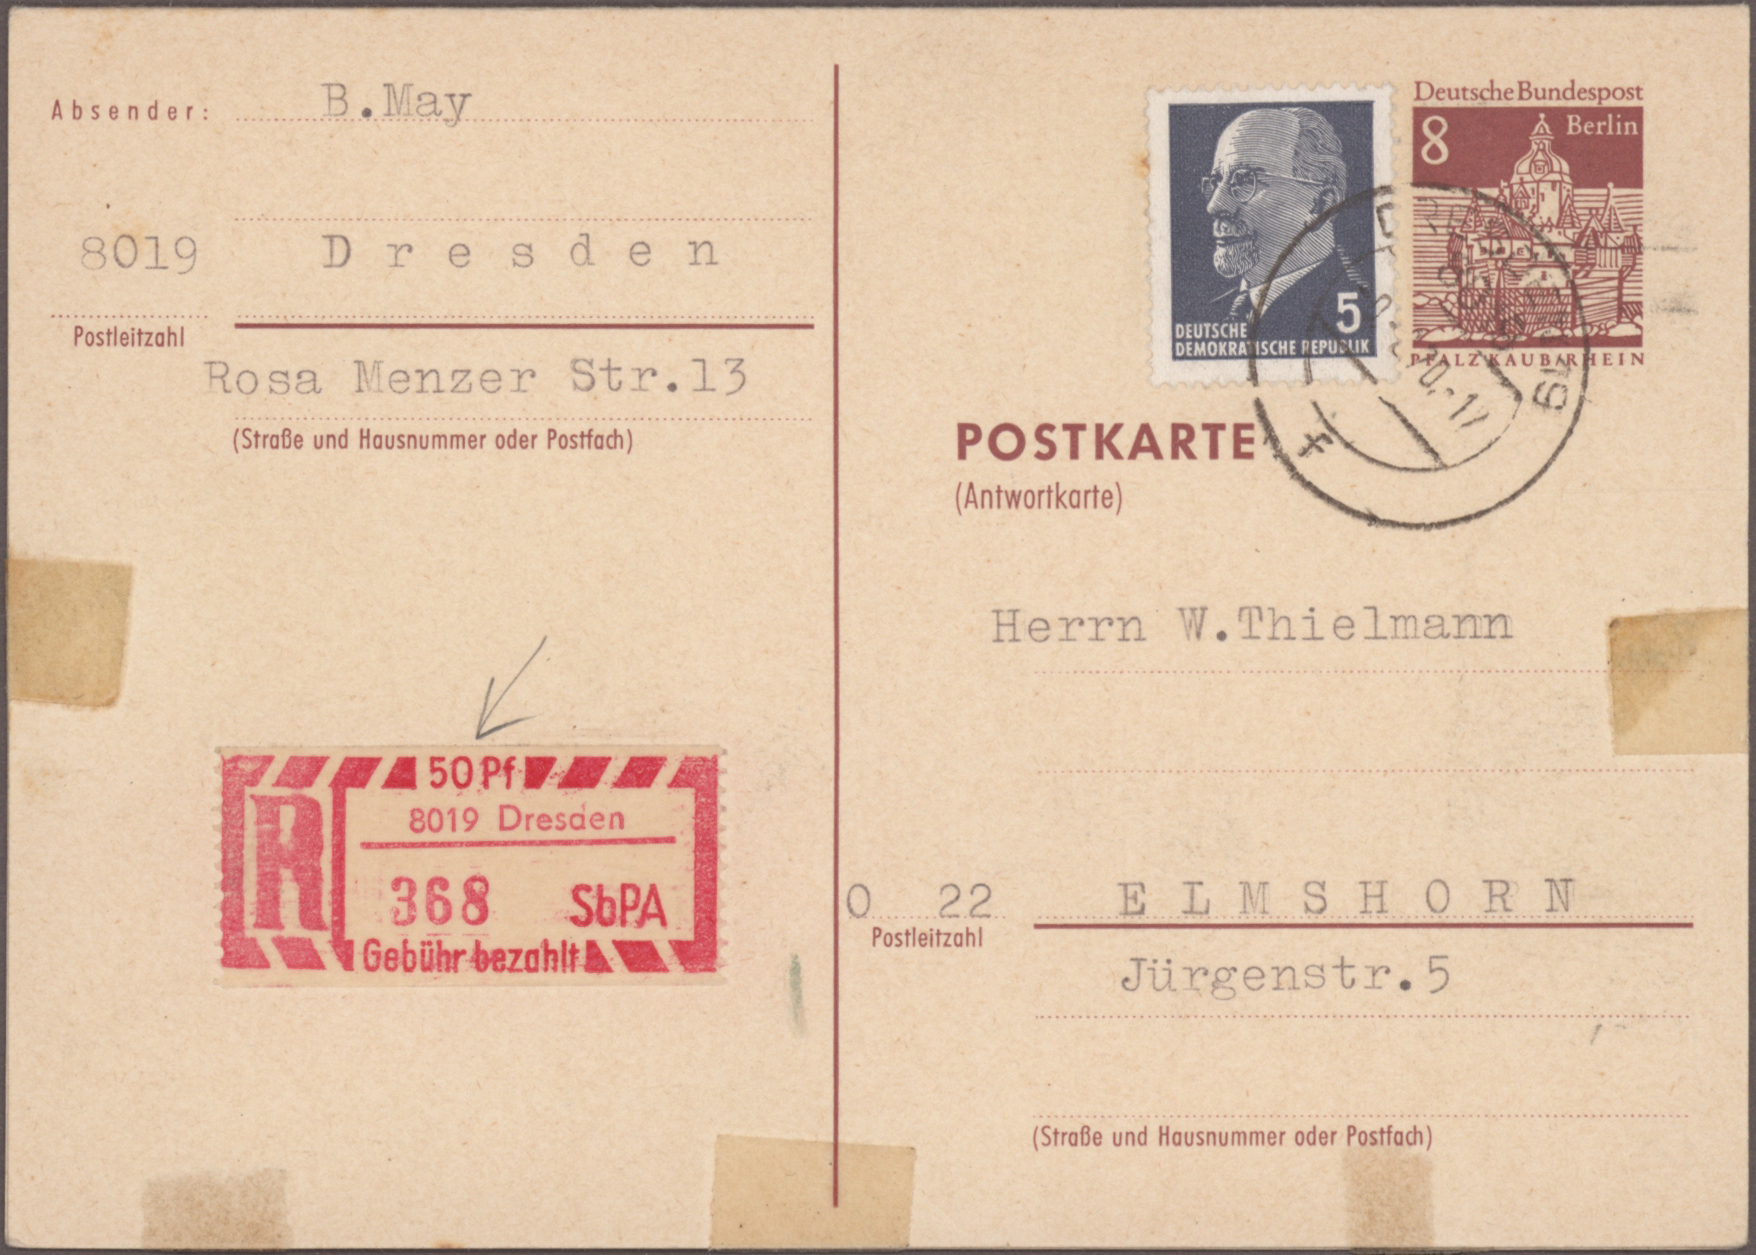 Absender: B.May
8019 Dresden
Postleitzahl
Rosa Menzer Str.13
(Straße und Hausnummer oder Postfach)
50 Pf
R
8019 Dresden
368 SbPA
Gebühr bezahlt
5
DEUTSCHE
DEMOKRATISCHE REPUBLIK
Deutsche Bundespost
8 Berlin
PFALZ KAUB/RHEIN
POSTKARTE
(Antwortkarte)
Herrn W.Thielmann
O 22 ELMSHORN
Postleitzahl
Jürgenstr.5
(Straße und Hausnummer oder Postfach)